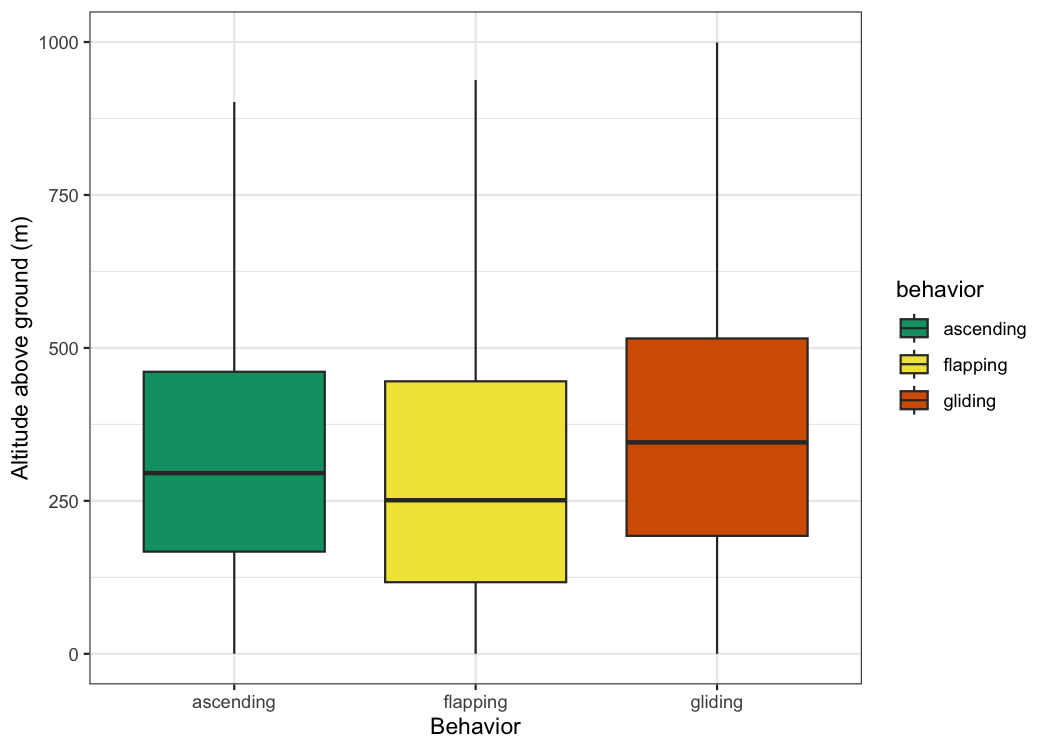 Altitude above ground (m)
1000
750
500
250
0
ascending
flapping
gliding
Behavior
behavior
ascending
flapping
gliding